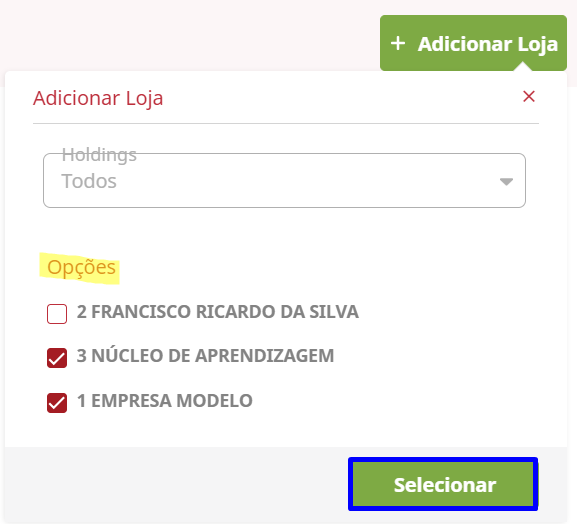 + Adicionar Loja
Adicionar Loja
Holdings
Todos
Opções
2 FRANCISCO RICARDO DA SILVA
3 NÚCLEO DE APRENDIZAGEM
1 EMPRESA MODELO
Selecionar